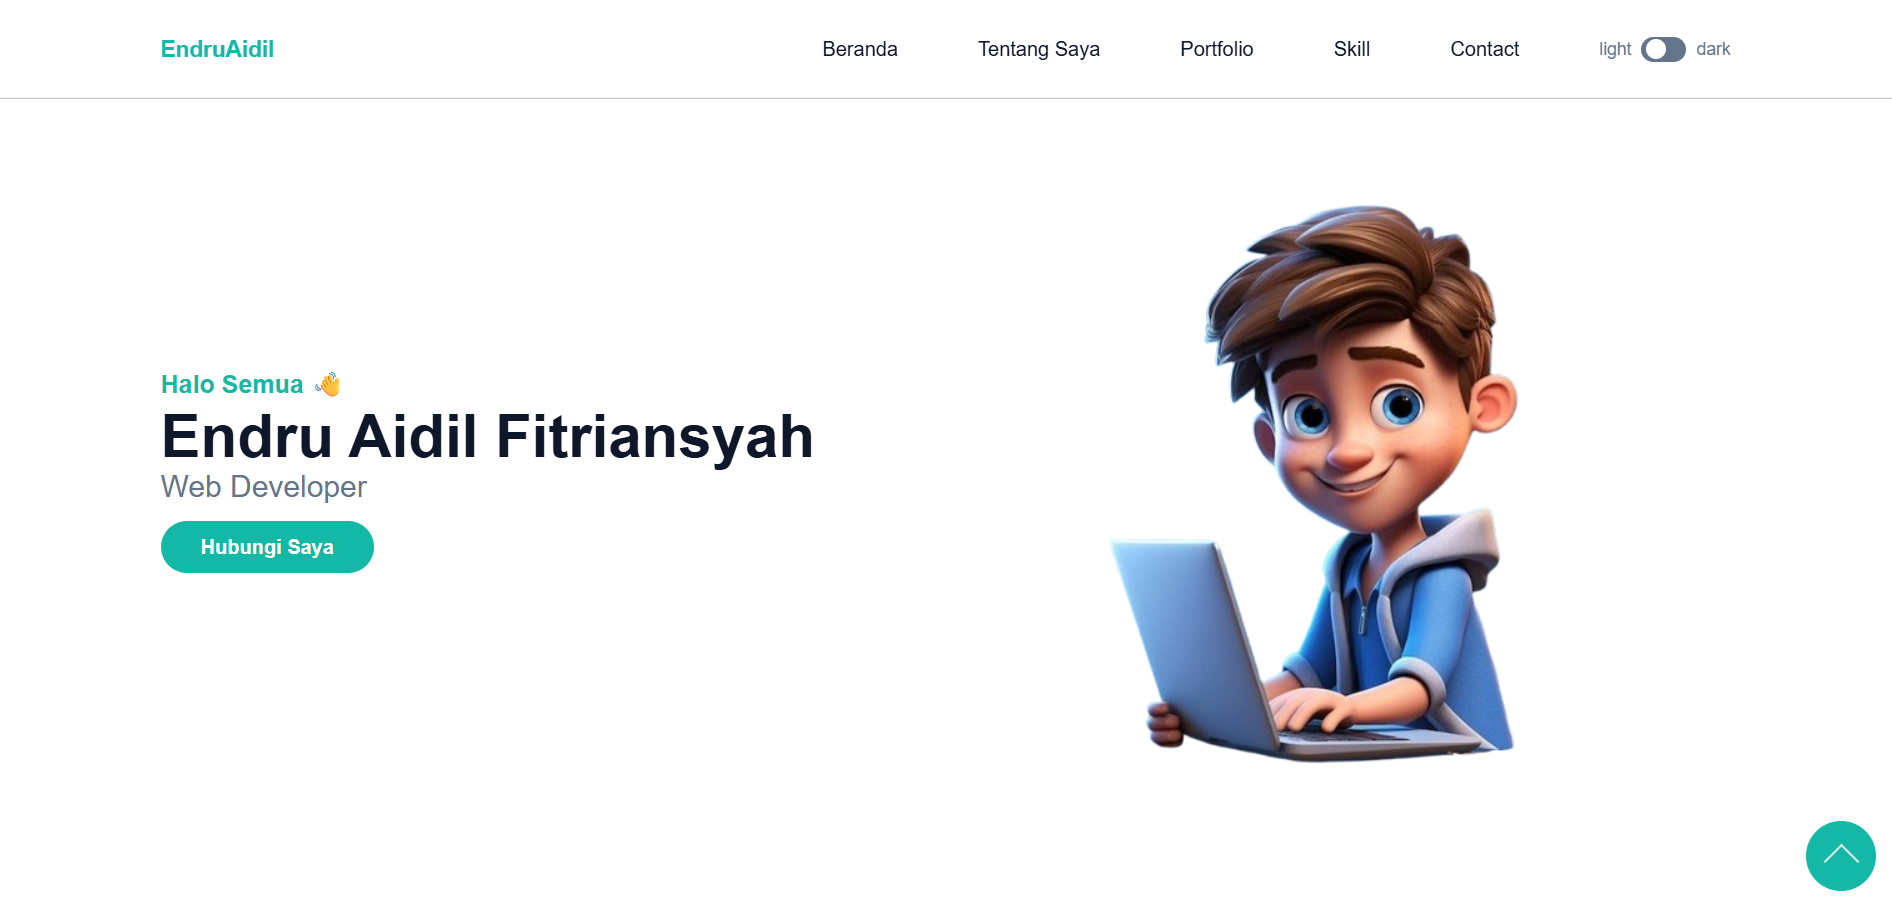 EndruAidil
Beranda
Tentang Saya
Portfolio
Skill
Contact
light
dark
Halo Semua 👋
Endru Aidil Fitriansyah
Web Developer
Hubungi Saya